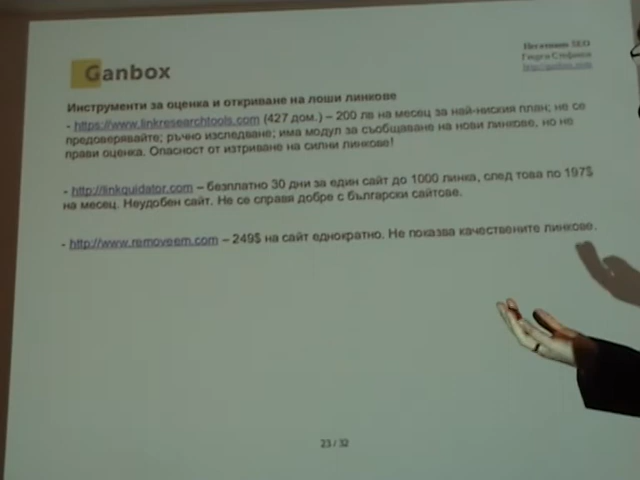 Ganbox
Негативно SEO
Георги Стефанов
http://ganbox.com
Инструменти за оценка и откриване на лоши линкове
- https://www.linkresearchtools.com (427 дом.) – 200 лв на месец за най-ниския план; не се
предоверявайте; ръчно изследване; има модул за съобщаване на нови линкове, но не
прави оценка. Опасност от изтриване на силни линкове!
- http://linkquidator.com – безплатно 30 дни за един сайт до 1000 линка, след това по 197$
на месец. Неудобен сайт. Не се справя добре с български сайтове.
- http://www.removeem.com – 249$ на сайт еднократно. Не показва качествените линкове.
23 / 32